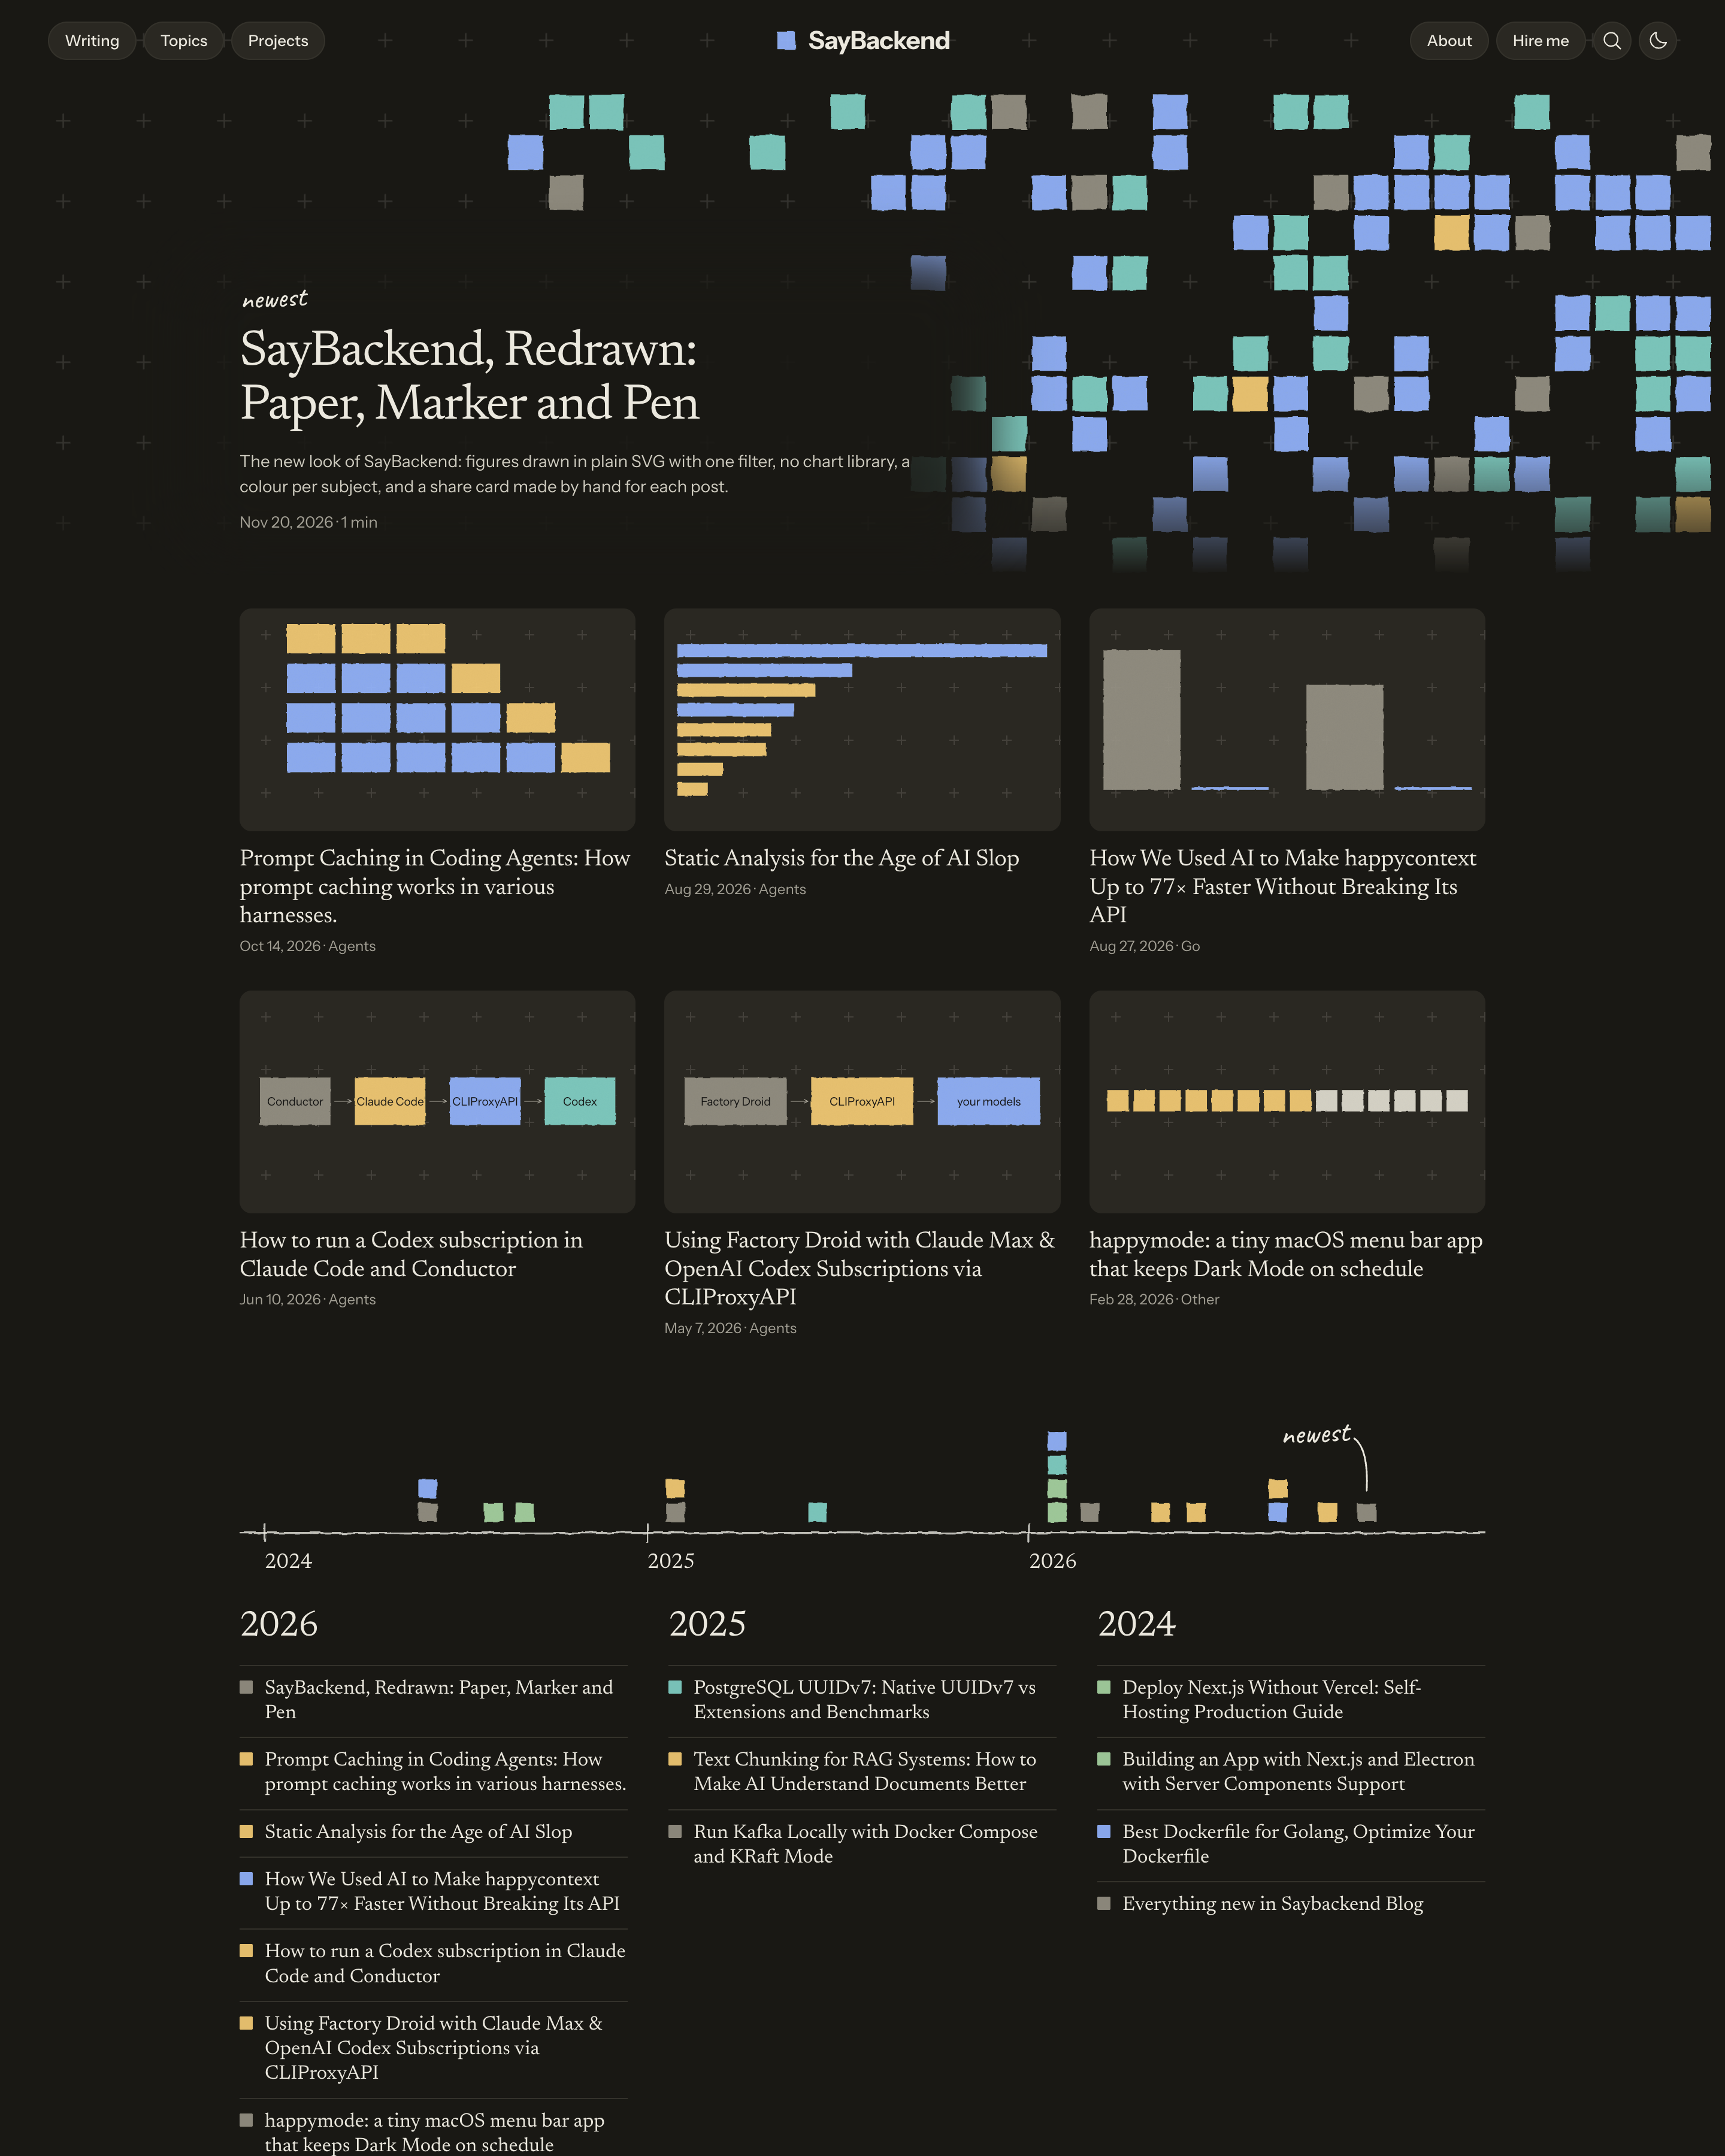 Writing
Topics
Projects
SayBackend
About
Hire me
newest
SayBackend, Redrawn:
Paper, Marker and Pen
The new look of SayBackend: figures drawn in plain SVG with one filter, no chart library, a
colour per subject, and a share card made by hand for each post.
Nov 20, 2026 · 1 min
Prompt Caching in Coding Agents: How
prompt caching works in various
harnesses.
Oct 14, 2026 · Agents
Static Analysis for the Age of AI Slop
Aug 29, 2026 · Agents
How We Used AI to Make happycontext
Up to 77× Faster Without Breaking Its
API
Aug 27, 2026 · Go
Conductor
Claude Code
CLIProxyAPI
Codex
How to run a Codex subscription in
Claude Code and Conductor
Jun 10, 2026 · Agents
Factory Droid
CLIProxyAPI
your models
Using Factory Droid with Claude Max &
OpenAI Codex Subscriptions via
CLIProxyAPI
May 7, 2026 · Agents
happymode: a tiny macOS menu bar app
that keeps Dark Mode on schedule
Feb 28, 2026 · Other
newest
2024
2025
2026
2026
SayBackend, Redrawn: Paper, Marker and
Pen
Prompt Caching in Coding Agents: How
prompt caching works in various harnesses.
Static Analysis for the Age of AI Slop
How We Used AI to Make happycontext
Up to 77× Faster Without Breaking Its API
How to run a Codex subscription in Claude
Code and Conductor
Using Factory Droid with Claude Max &
OpenAI Codex Subscriptions via
CLIProxyAPI
happymode: a tiny macOS menu bar app
that keeps Dark Mode on schedule
2025
PostgreSQL UUIDv7: Native UUIDv7 vs
Extensions and Benchmarks
Text Chunking for RAG Systems: How to
Make AI Understand Documents Better
Run Kafka Locally with Docker Compose
and KRaft Mode
2024
Deploy Next.js Without Vercel: Self-
Hosting Production Guide
Building an App with Next.js and Electron
with Server Components Support
Best Dockerfile for Golang, Optimize Your
Dockerfile
Everything new in Saybackend Blog